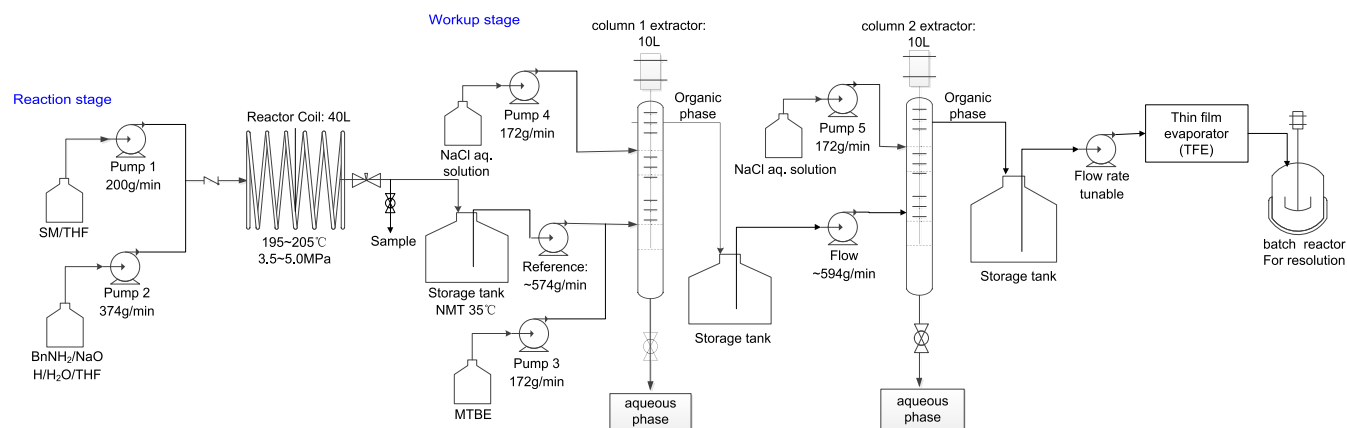 Workup stage
Reaction stage
Pump 1
200g/min
SM/THF
Pump 2
374g/min
BnNH₂/NaO
H/H₂O/THF
Reactor Coil: 40L
195~205℃
3.5~5.0MPa
Sample
Storage tank
NMT 35℃
NaCl aq.
solution
Pump 4
172g/min
Reference:
~574g/min
Pump 3
172g/min
MTBE
column 1 extractor:
10L
Organic
phase
aqueous
phase
Storage tank
NaCl aq. solution
Pump 5
172g/min
Flow
~594g/min
column 2 extractor:
10L
Organic
phase
aqueous
phase
Storage tank
Flow rate
tunable
Thin film
evaporator
(TFE)
batch reactor
For resolution